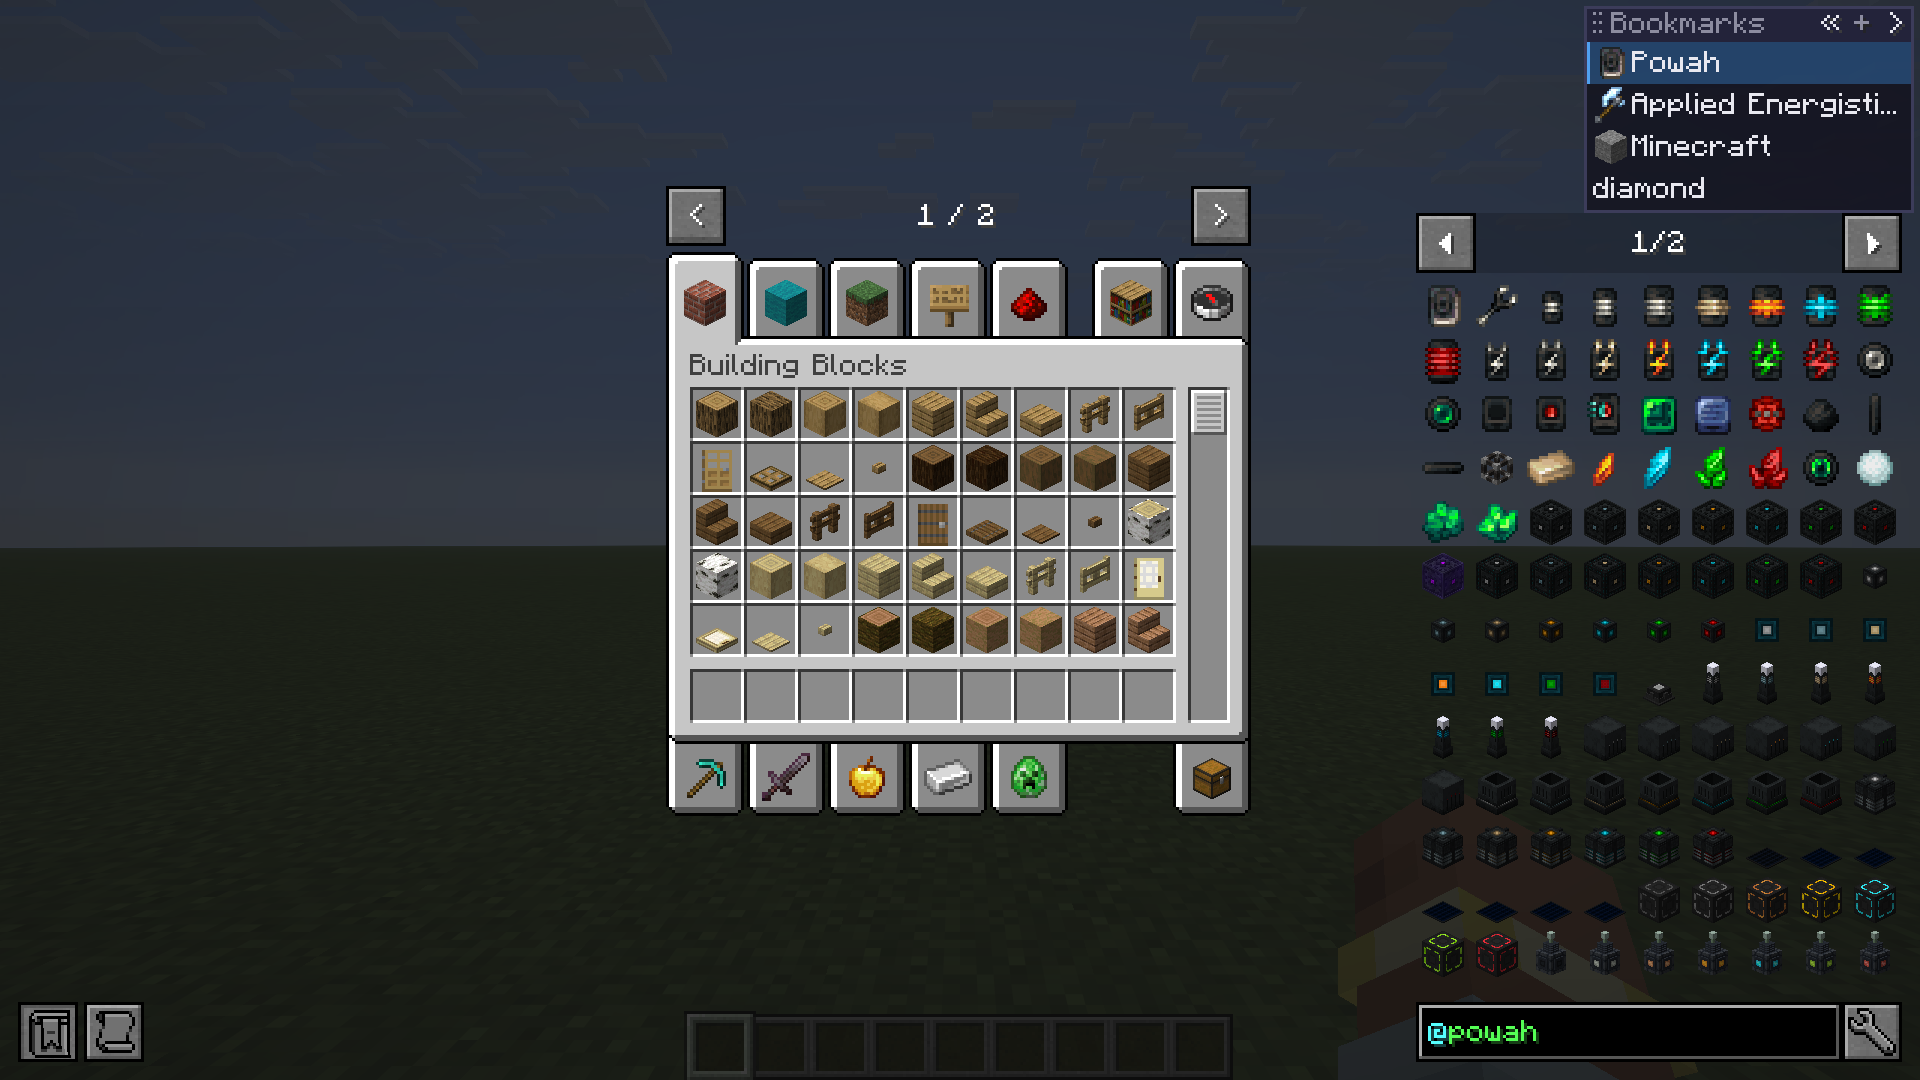 Bookmarks
Powah
Applied Energisti...
Minecraft
diamond
1 / 2
1/2
Building Blocks
@powah